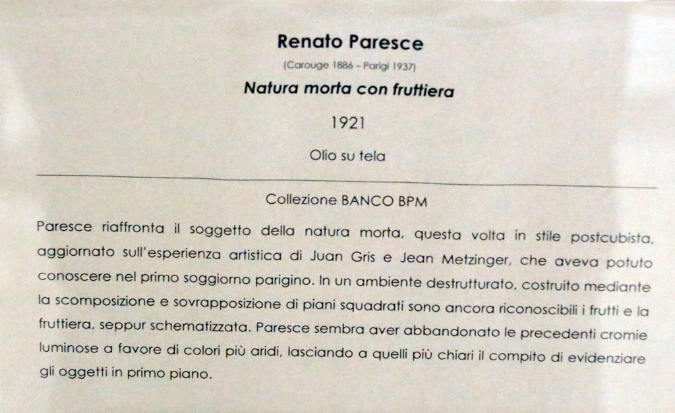 Renato Paresce
(Carouge 1886 – Parigi 1937)
Natura morta con fruttiera
1921
Olio su tela
Collezione BANCO BPM
Paresce riaffronta il soggetto della natura morta, questa volta in stile postcubista,
aggiornato sull'esperienza artistica di Juan Gris e Jean Metzinger, che aveva potuto
conoscere nel primo soggiorno parigino. In un ambiente destrutturato, costruito mediante
la scomposizione e sovrapposizione di piani squadrati sono ancora riconoscibili i frutti e la
fruttiera, seppur schematizzata. Paresce sembra aver abbandonato le precedenti cromie
luminose a favore di colori più aridi, lasciando a quelli più chiari il compito di evidenziare
gli oggetti in primo piano.